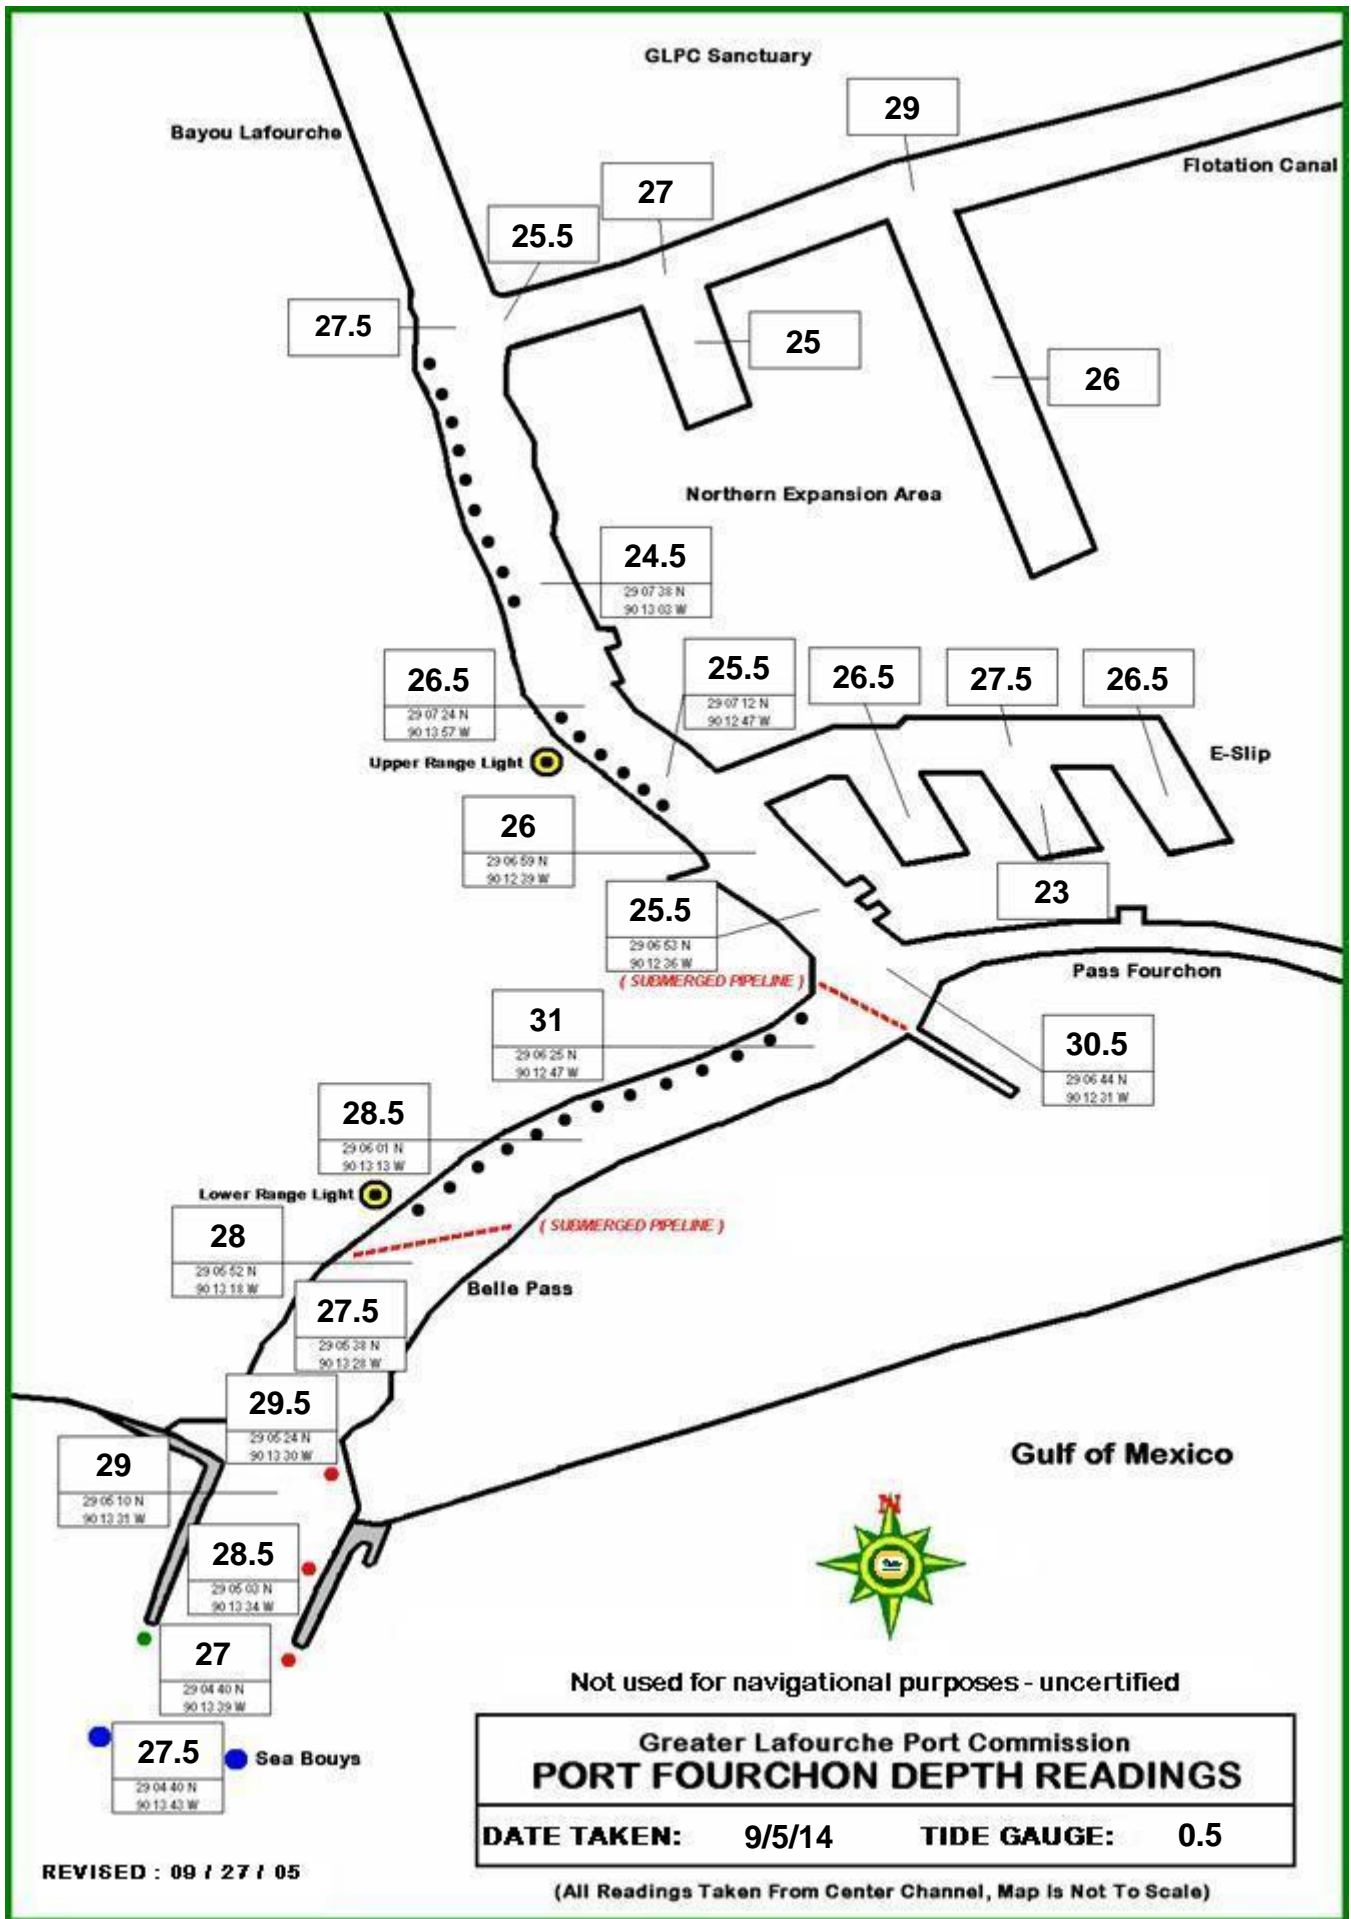 GLPC Sanctuary
29
Bayou Lafourche
Flotation Canal
27
25.5
27.5
25
26
Northern Expansion Area
24.5
29 07 38 N
90 13 03 W
26.5
29 07 24 N
90 13 57 W
25.5
29 07 12 N
90 12 47 W
26.5
27.5
26.5
E-Slip
Upper Range Light
26
29 06 59 N
90 12 39 W
23
25.5
29 06 53 N
90 12 36 W
( SUBMERGED PIPELINE )
Pass Fourchon
31
29 06 25 N
90 12 47 W
30.5
29 06 44 N
90 12 31 W
28.5
29 06 01 N
90 13 13 W
Lower Range Light
28
29 05 52 N
90 13 18 W
( SUBMERGED PIPELINE )
Belle Pass
27.5
29 05 38 N
90 13 28 W
29.5
29 05 24 N
90 13 30 W
29
29 05 10 N
90 13 31 W
Gulf of Mexico
N
28.5
29 05 03 N
90 13 34 W
27
29 04 40 N
90 13 39 W
27.5
29 04 40 N
90 13 43 W
Sea Bouys
Not used for navigational purposes - uncertified
Greater Lafourche Port Commission
PORT FOURCHON DEPTH READINGS
DATE TAKEN: 9/5/14 TIDE GAUGE: 0.5
REVISED : 09 / 27 / 05
(All Readings Taken From Center Channel, Map Is Not To Scale)